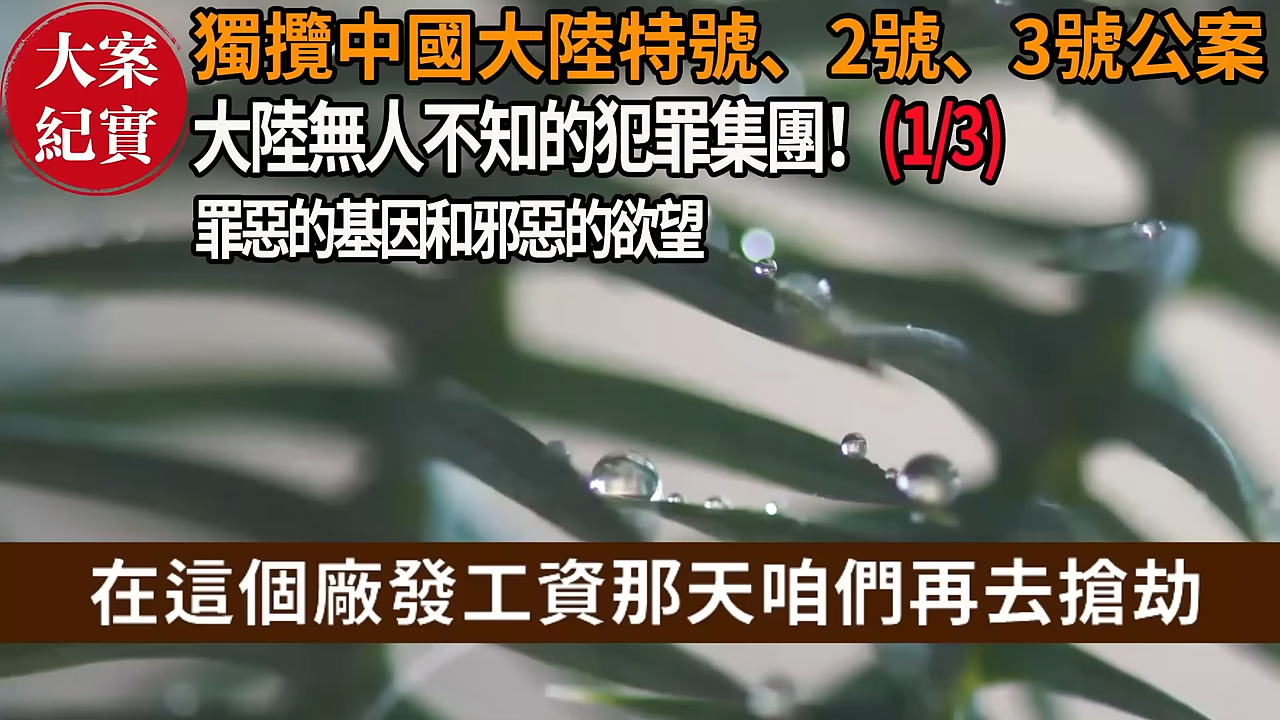 大案
紀實
獨攬中國大陸特號、2號、3號公案
大陸無人不知的犯罪集團！(1/3)
罪惡的基因和邪惡的欲望
在這個廠發工資那天咱們再去搶劫